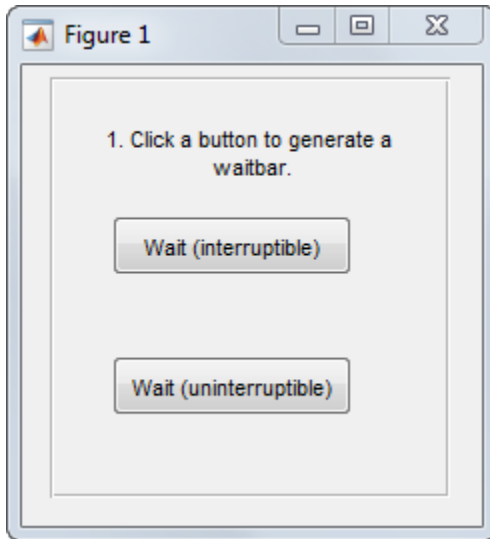 Figure 1
1. Click a button to generate a
waitbar.
Wait (interruptible)
Wait (uninterruptible)